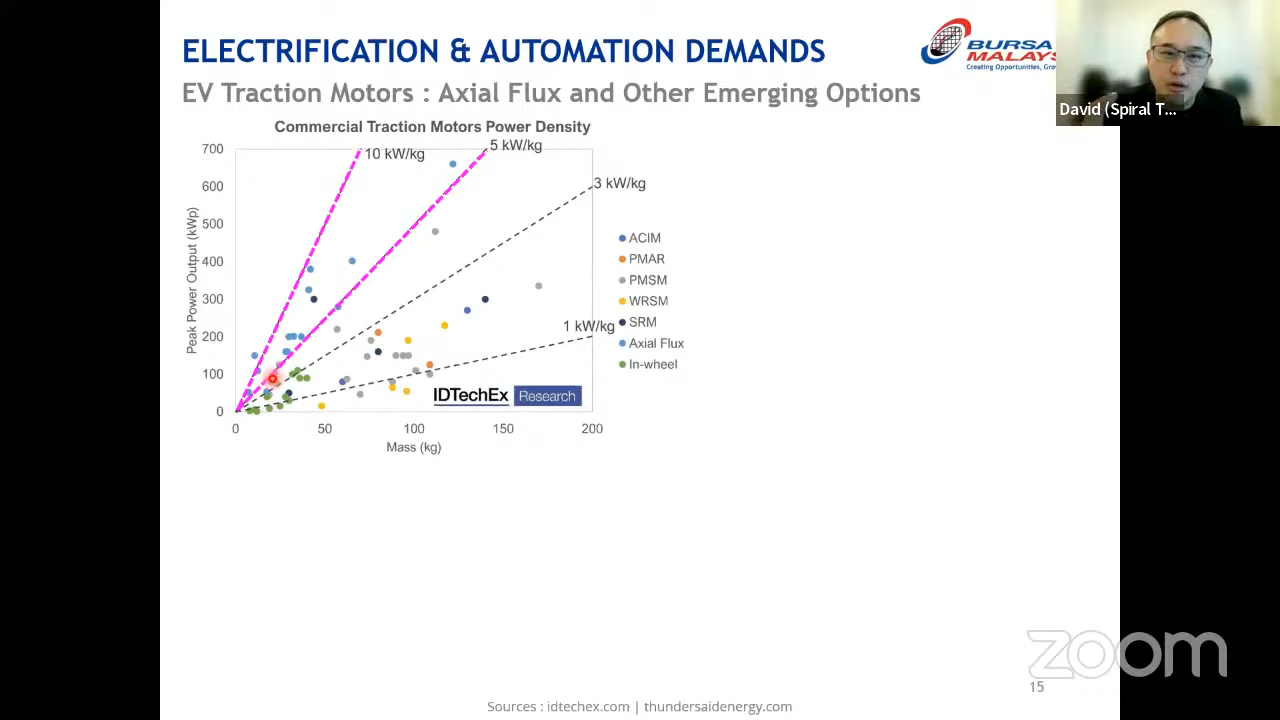 ELECTRIFICATION & AUTOMATION DEMANDS
BURSA
MALAYS
Creating Opportunities, Gro
David (Spiral T...
EV Traction Motors : Axial Flux and Other Emerging Options
Commercial Traction Motors Power Density
700
600
500
400
300
200
100
0
Peak Power Output (kWp)
10 kW/kg
5 kW/kg
3 kW/kg
1 kW/kg
ACIM
PMAR
PMSM
WRSM
SRM
Axial Flux
In-wheel
IDTechEx Research
0 50 100 150 200
Mass (kg)
zoom
15
Sources : idtechex.com | thundersaidenergy.com